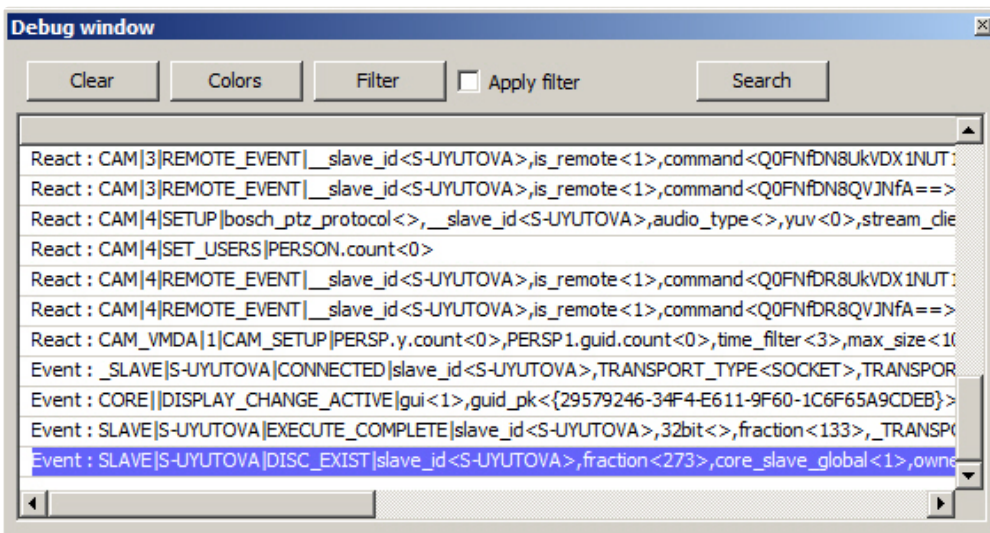 Debug window
Clear Colors Filter Apply filter Search
React : CAM|3|REMOTE_EVENT|__slave_id<S-UYUTOVA>,is_remote<1>,command<Q0FNfDN8UkVDX1NUT1
React : CAM|3|REMOTE_EVENT|__slave_id<S-UYUTOVA>,is_remote<1>,command<Q0FNfDN8QVJNfA==>
React : CAM|4|SETUP|bosch_ptz_protocol<>,__slave_id<S-UYUTOVA>,audio_type<>,yuv<0>,stream_clie
React : CAM|4|SET_USERS|PERSON.count<0>
React : CAM|4|REMOTE_EVENT|__slave_id<S-UYUTOVA>,is_remote<1>,command<Q0FNfDR8UkVDX1NUT1
React : CAM|4|REMOTE_EVENT|__slave_id<S-UYUTOVA>,is_remote<1>,command<Q0FNfDR8QVJNfA==>
React : CAM_VMDA|1|CAM_SETUP|PERSP.y.count<0>,PERSP1.guid.count<0>,time_filter<3>,max_size<10
Event : _SLAVE|S-UYUTOVA|CONNECTED|slave_id<S-UYUTOVA>,TRANSPORT_TYPE<SOCKET>,TRANSPOR
Event : CORE||DISPLAY_CHANGE_ACTIVE|gui<1>,guid_pk<{29579246-34F4-E611-9F60-1C6F65A9CDEB}>
Event : SLAVE|S-UYUTOVA|EXECUTE_COMPLETE|slave_id<S-UYUTOVA>,32bit<>,fraction<133>,_TRANSPO
Event : SLAVE|S-UYUTOVA|DISC_EXIST|slave_id<S-UYUTOVA>,fraction<273>,core_slave_global<1>,owne